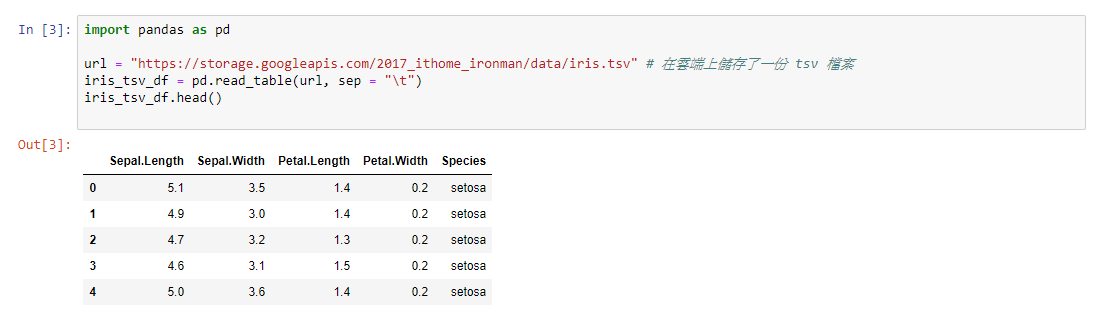 In [3]: import pandas as pd
url = "https://storage.googleapis.com/2017_ithome_ironman/data/iris.tsv" # 在雲端上儲存了一份 tsv 檔案
iris_tsv_df = pd.read_table(url, sep = "\t")
iris_tsv_df.head()
Out[3]:
Sepal.Length Sepal.Width Petal.Length Petal.Width Species
0 5.1 3.5 1.4 0.2 setosa
1 4.9 3.0 1.4 0.2 setosa
2 4.7 3.2 1.3 0.2 setosa
3 4.6 3.1 1.5 0.2 setosa
4 5.0 3.6 1.4 0.2 setosa